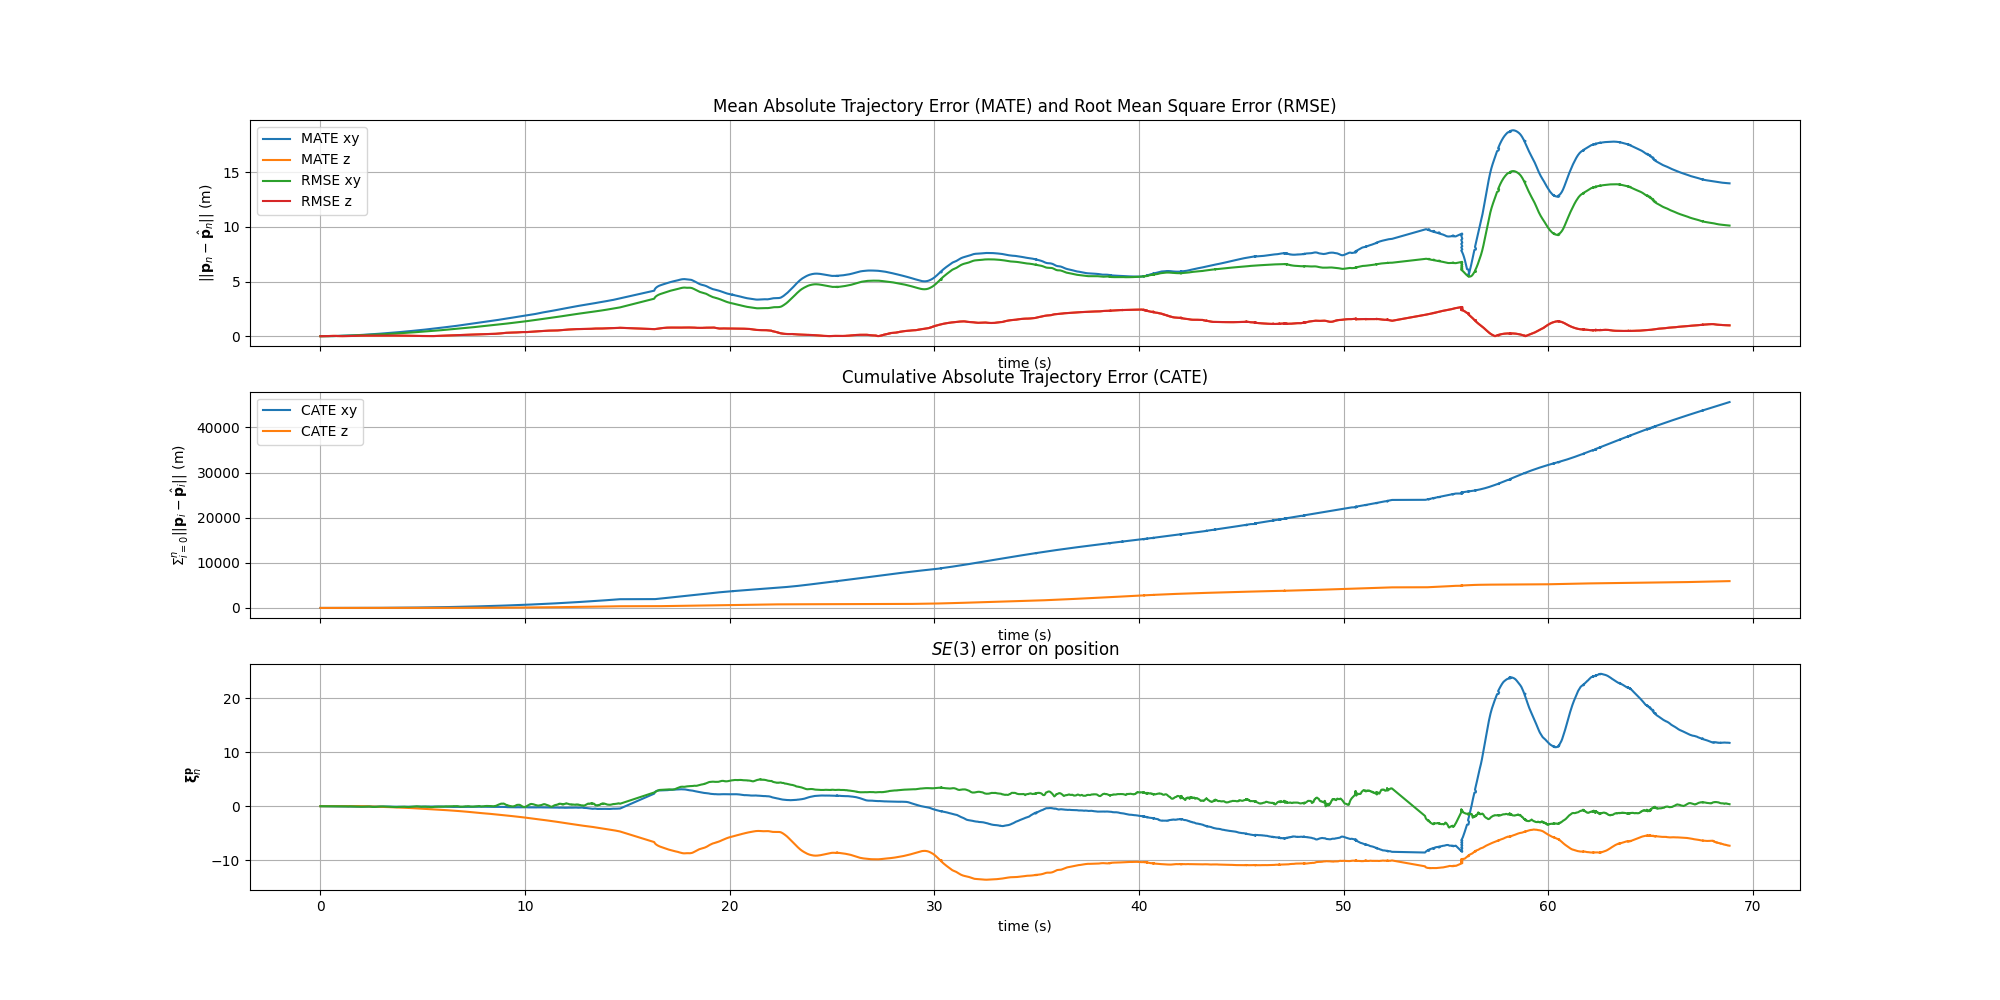 Mean Absolute Trajectory Error (MATE) and Root Mean Square Error (RMSE)
||𝐩ₙ − 𝐩̂ₙ|| (m)
MATE xy
MATE z
RMSE xy
RMSE z
15
10
5
0
time (s)
Cumulative Absolute Trajectory Error (CATE)
Σⁿᵢ₌₀||𝐩ᵢ − 𝐩̂ᵢ|| (m)
CATE xy
CATE z
40000
30000
20000
10000
0
time (s)
SE(3) error on position
𝛏ₙᵖ
20
10
0
−10
0 10 20 30 40 50 60 70
time (s)